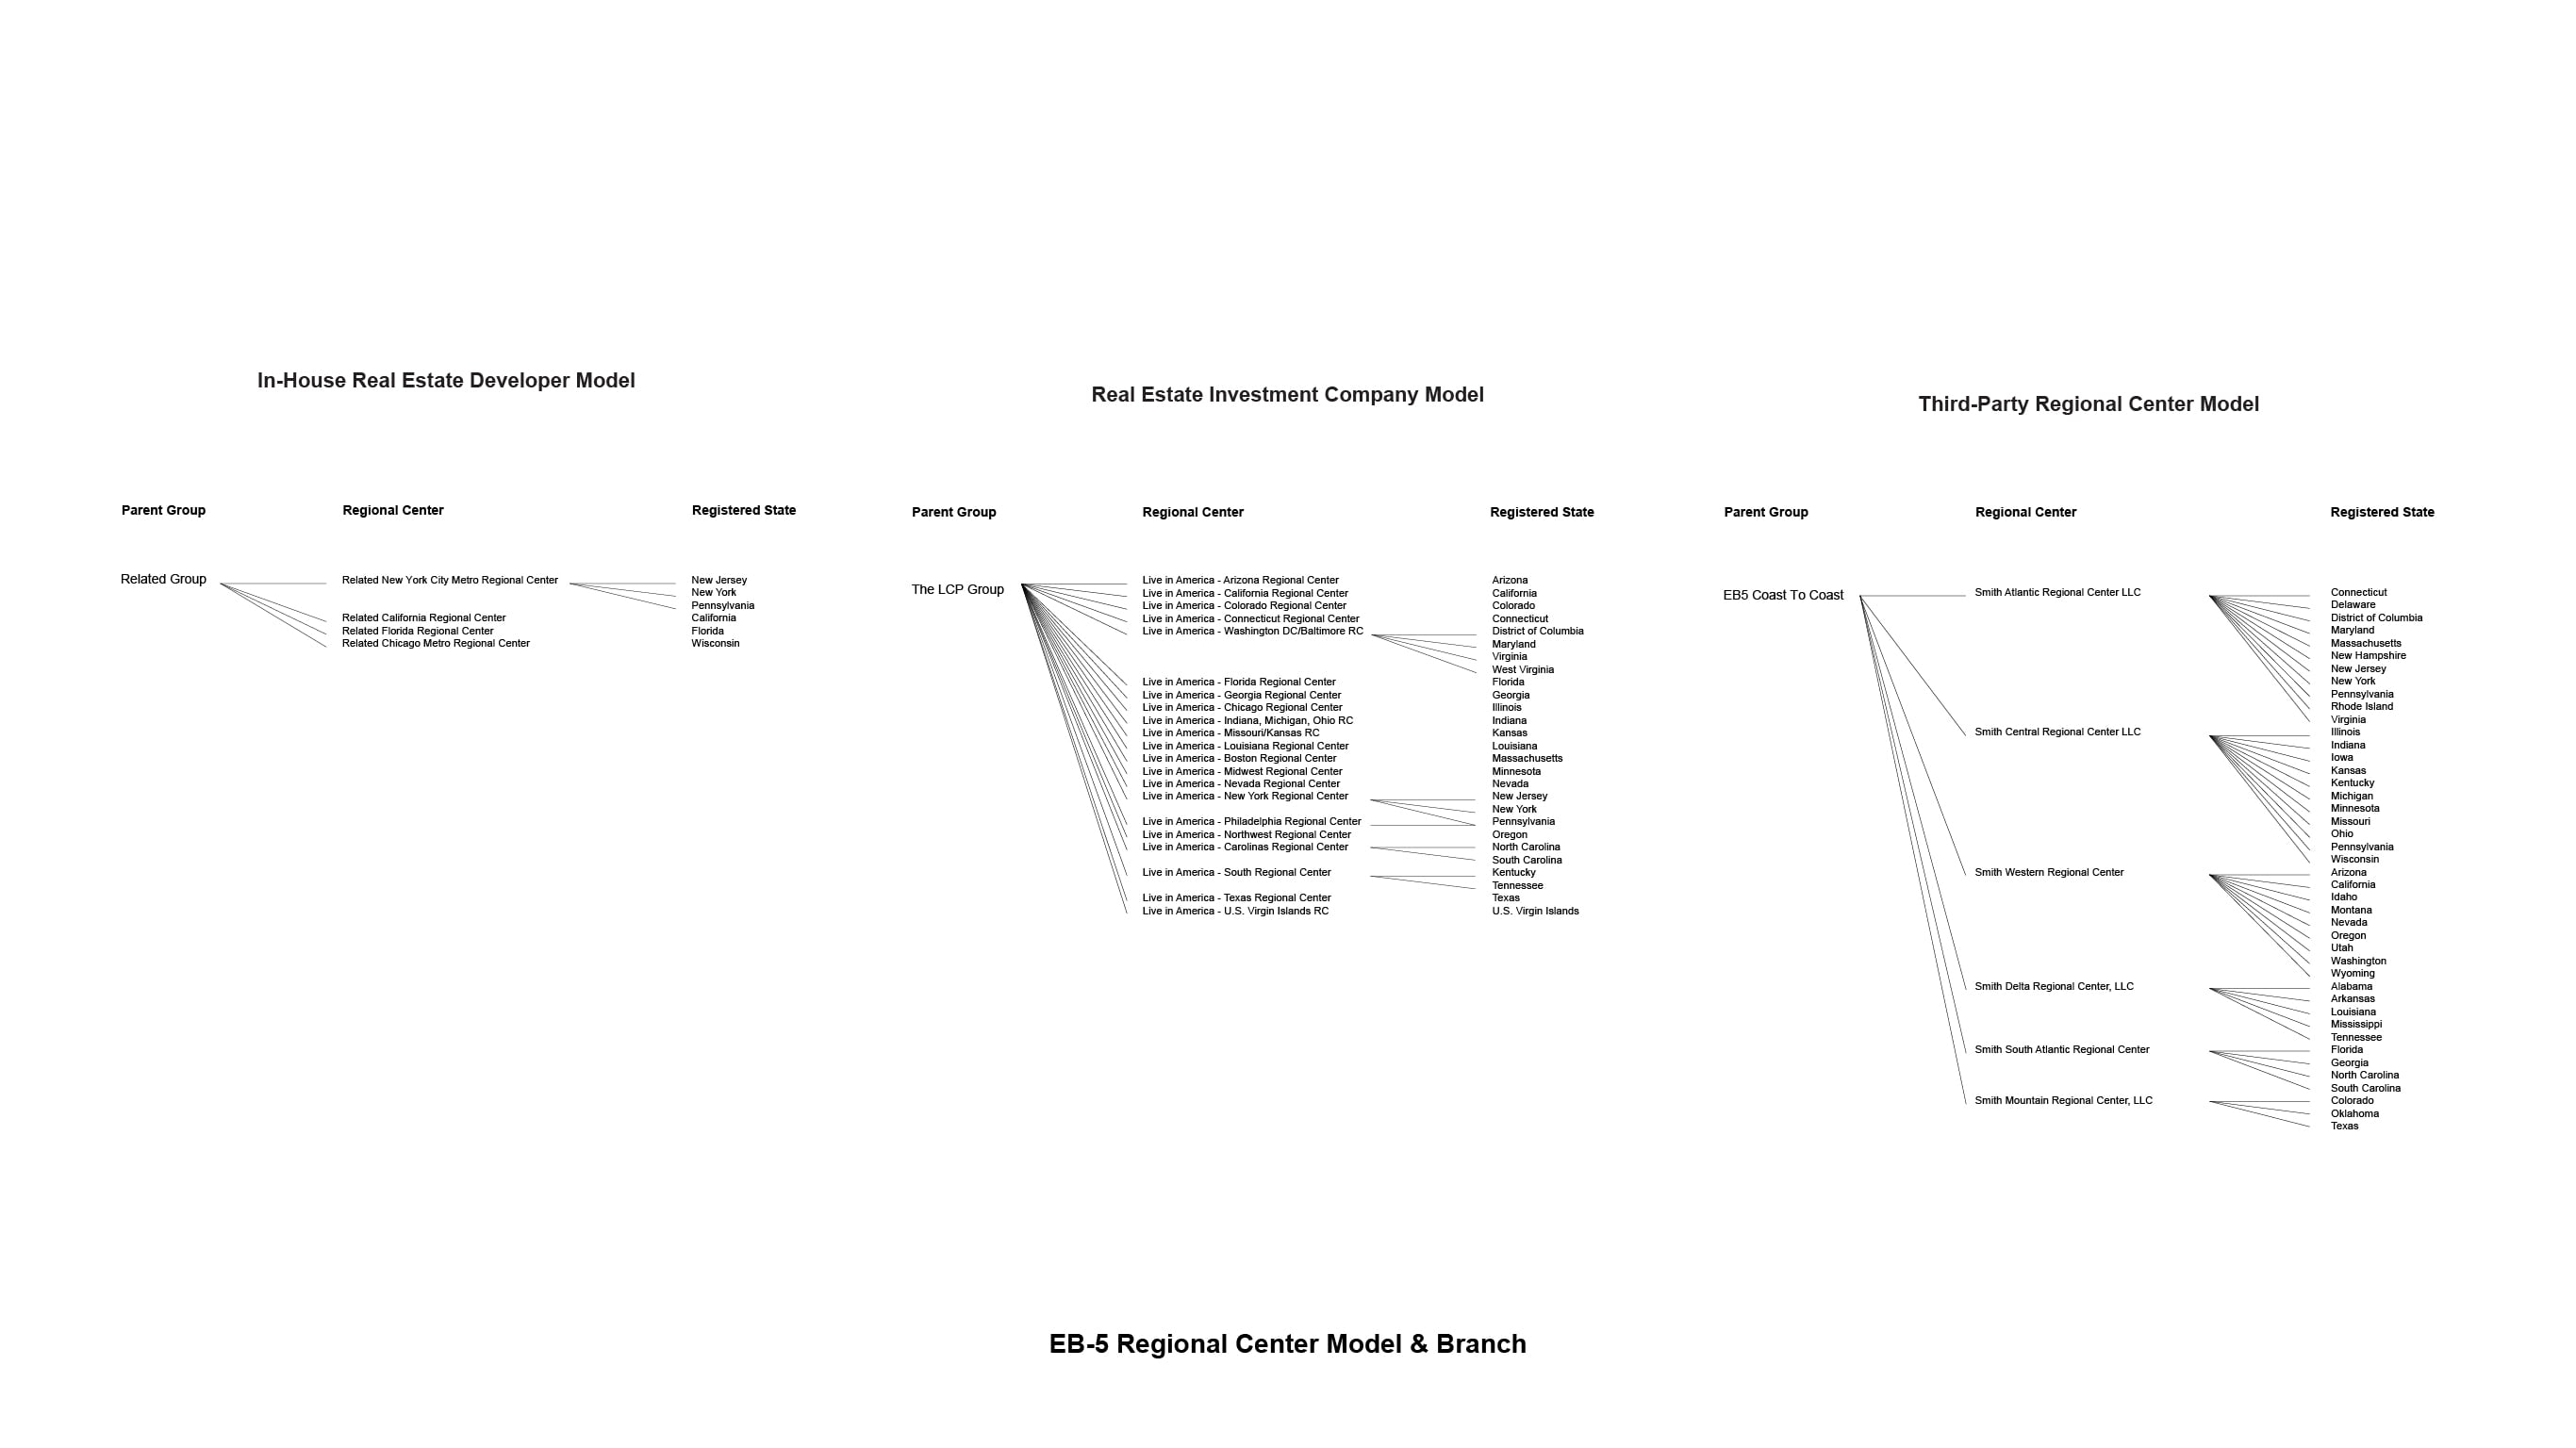 In-House Real Estate Developer Model
Parent Group
Regional Center
Registered State
Related Group
Related New York City Metro Regional Center
New Jersey
New York
Pennsylvania
Related California Regional Center
California
Related Florida Regional Center
Florida
Related Chicago Metro Regional Center
Wisconsin
Real Estate Investment Company Model
Parent Group
Regional Center
Registered State
The LCP Group
Live in America - Arizona Regional Center
Arizona
Live in America - California Regional Center
California
Live in America - Colorado Regional Center
Colorado
Live in America - Connecticut Regional Center
Connecticut
Live in America - Washington DC/Baltimore RC
District of Columbia
Maryland
Virginia
West Virginia
Live in America - Florida Regional Center
Florida
Live in America - Georgia Regional Center
Georgia
Live in America - Chicago Regional Center
Illinois
Live in America - Indiana, Michigan, Ohio RC
Indiana
Live in America - Missouri/Kansas RC
Kansas
Live in America - Louisiana Regional Center
Louisiana
Live in America - Boston Regional Center
Massachusetts
Live in America - Midwest Regional Center
Minnesota
Live in America - Nevada Regional Center
Nevada
Live in America - New York Regional Center
New Jersey
New York
Live in America - Philadelphia Regional Center
Pennsylvania
Live in America - Northwest Regional Center
Oregon
Live in America - Carolinas Regional Center
North Carolina
South Carolina
Live in America - South Regional Center
Kentucky
Tennessee
Live in America - Texas Regional Center
Texas
Live in America - U.S. Virgin Islands RC
U.S. Virgin Islands
Third-Party Regional Center Model
Parent Group
Regional Center
Registered State
EB5 Coast To Coast
Smith Atlantic Regional Center LLC
Connecticut
Delaware
District of Columbia
Maryland
Massachusetts
New Hampshire
New Jersey
New York
Pennsylvania
Rhode Island
Virginia
Smith Central Regional Center LLC
Illinois
Indiana
Iowa
Kansas
Kentucky
Michigan
Minnesota
Missouri
Ohio
Pennsylvania
Wisconsin
Smith Western Regional Center
Arizona
California
Idaho
Montana
Nevada
Oregon
Utah
Washington
Wyoming
Smith Delta Regional Center, LLC
Alabama
Arkansas
Louisiana
Mississippi
Tennessee
Smith South Atlantic Regional Center
Florida
Georgia
North Carolina
South Carolina
Smith Mountain Regional Center, LLC
Colorado
Oklahoma
Texas
EB-5 Regional Center Model & Branch